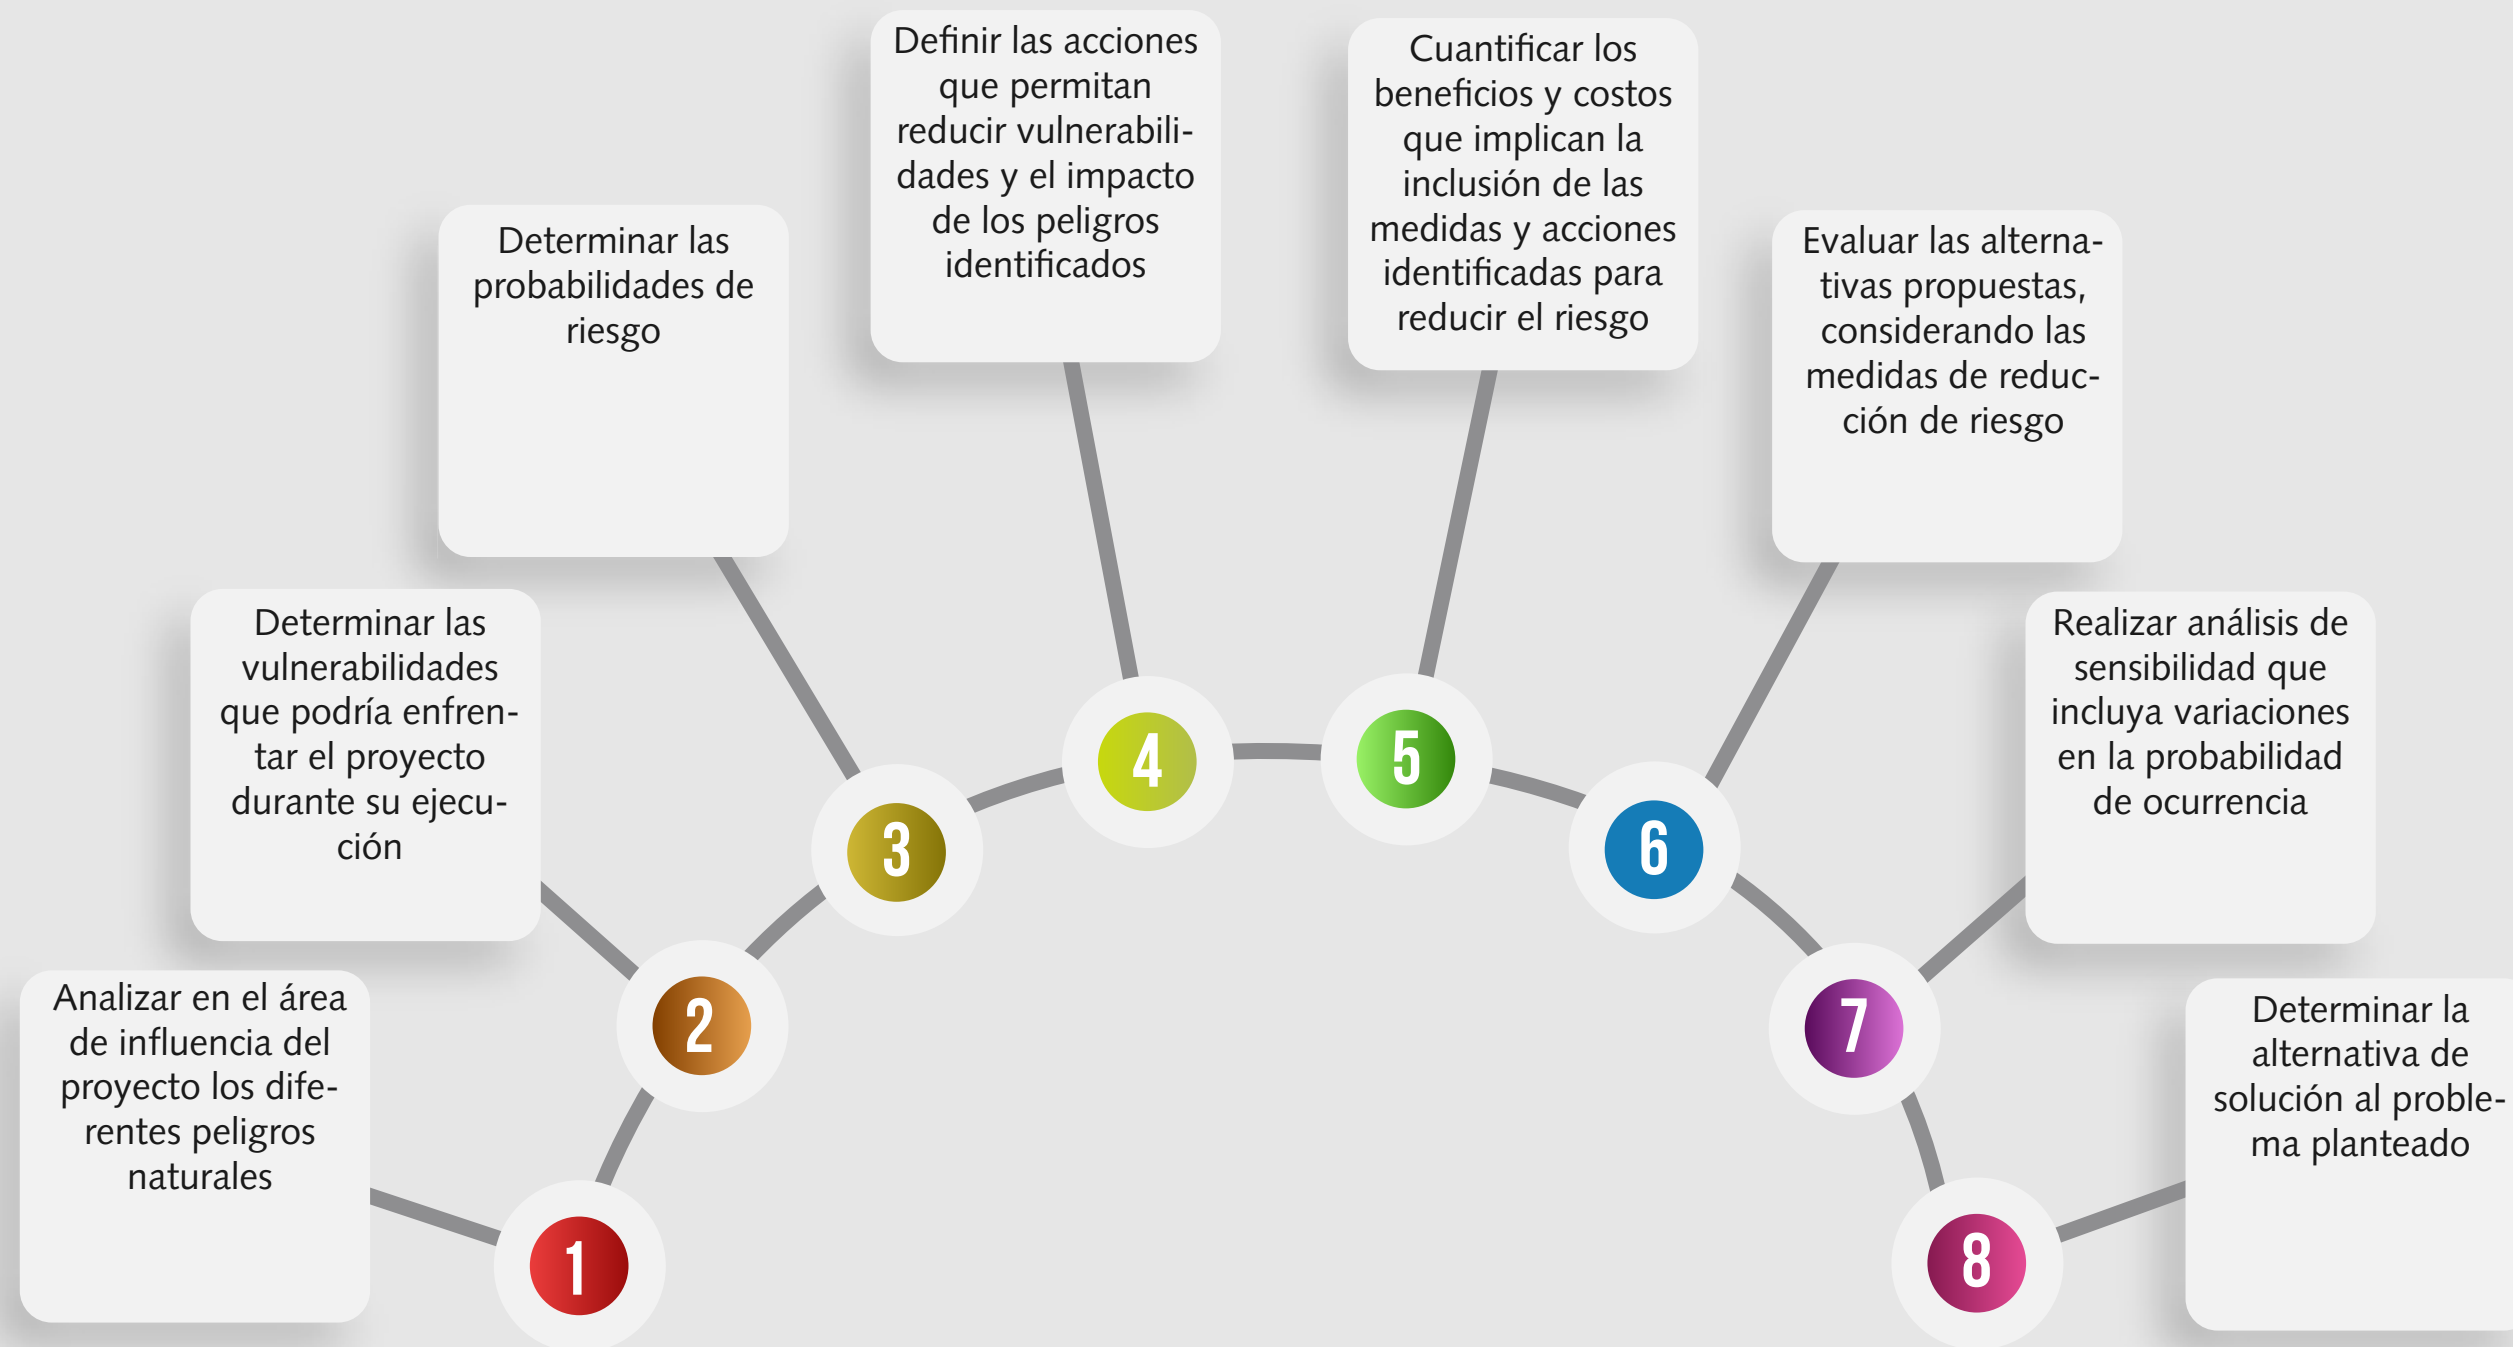 Analizar en el área
de influencia del
proyecto los dife-
rentes peligros
naturales
1
Determinar las
vulnerabilidades
que podría enfren-
tar el proyecto
durante su ejecu-
ción
2
Determinar las
probabilidades de
riesgo
3
Definir las acciones
que permitan
reducir vulnerabili-
dades y el impacto
de los peligros
identificados
4
Cuantificar los
beneficios y costos
que implican la
inclusión de las
medidas y acciones
identificadas para
reducir el riesgo
5
Evaluar las alterna-
tivas propuestas,
considerando las
medidas de reduc-
ción de riesgo
6
Realizar análisis de
sensibilidad que
incluya variaciones
en la probabilidad
de ocurrencia
7
Determinar la
alternativa de
solución al proble-
ma planteado
8